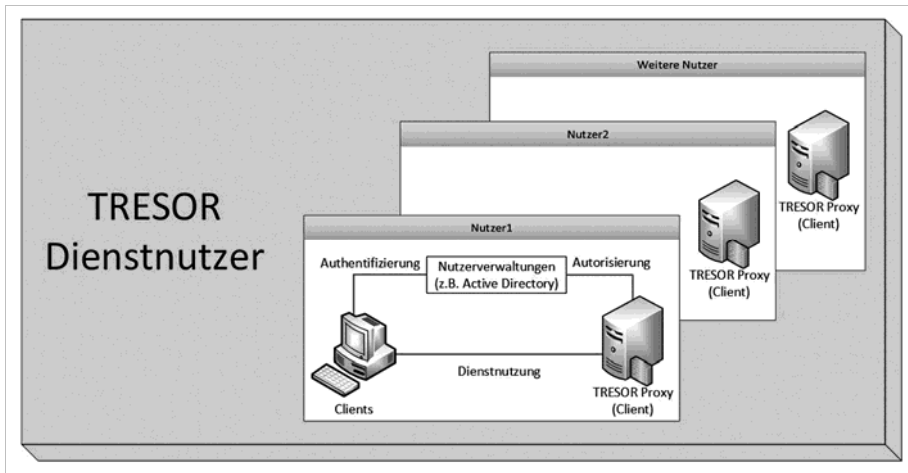 TRESOR
Dienstnutzer
Weitere Nutzer
TRESOR Proxy
(Client)
Nutzer2
TRESOR Proxy
(Client)
Nutzer1
Authentifizierung
Nutzerverwaltungen
(z.B. Active Directory)
Autorisierung
Dienstnutzung
Clients
TRESOR Proxy
(Client)